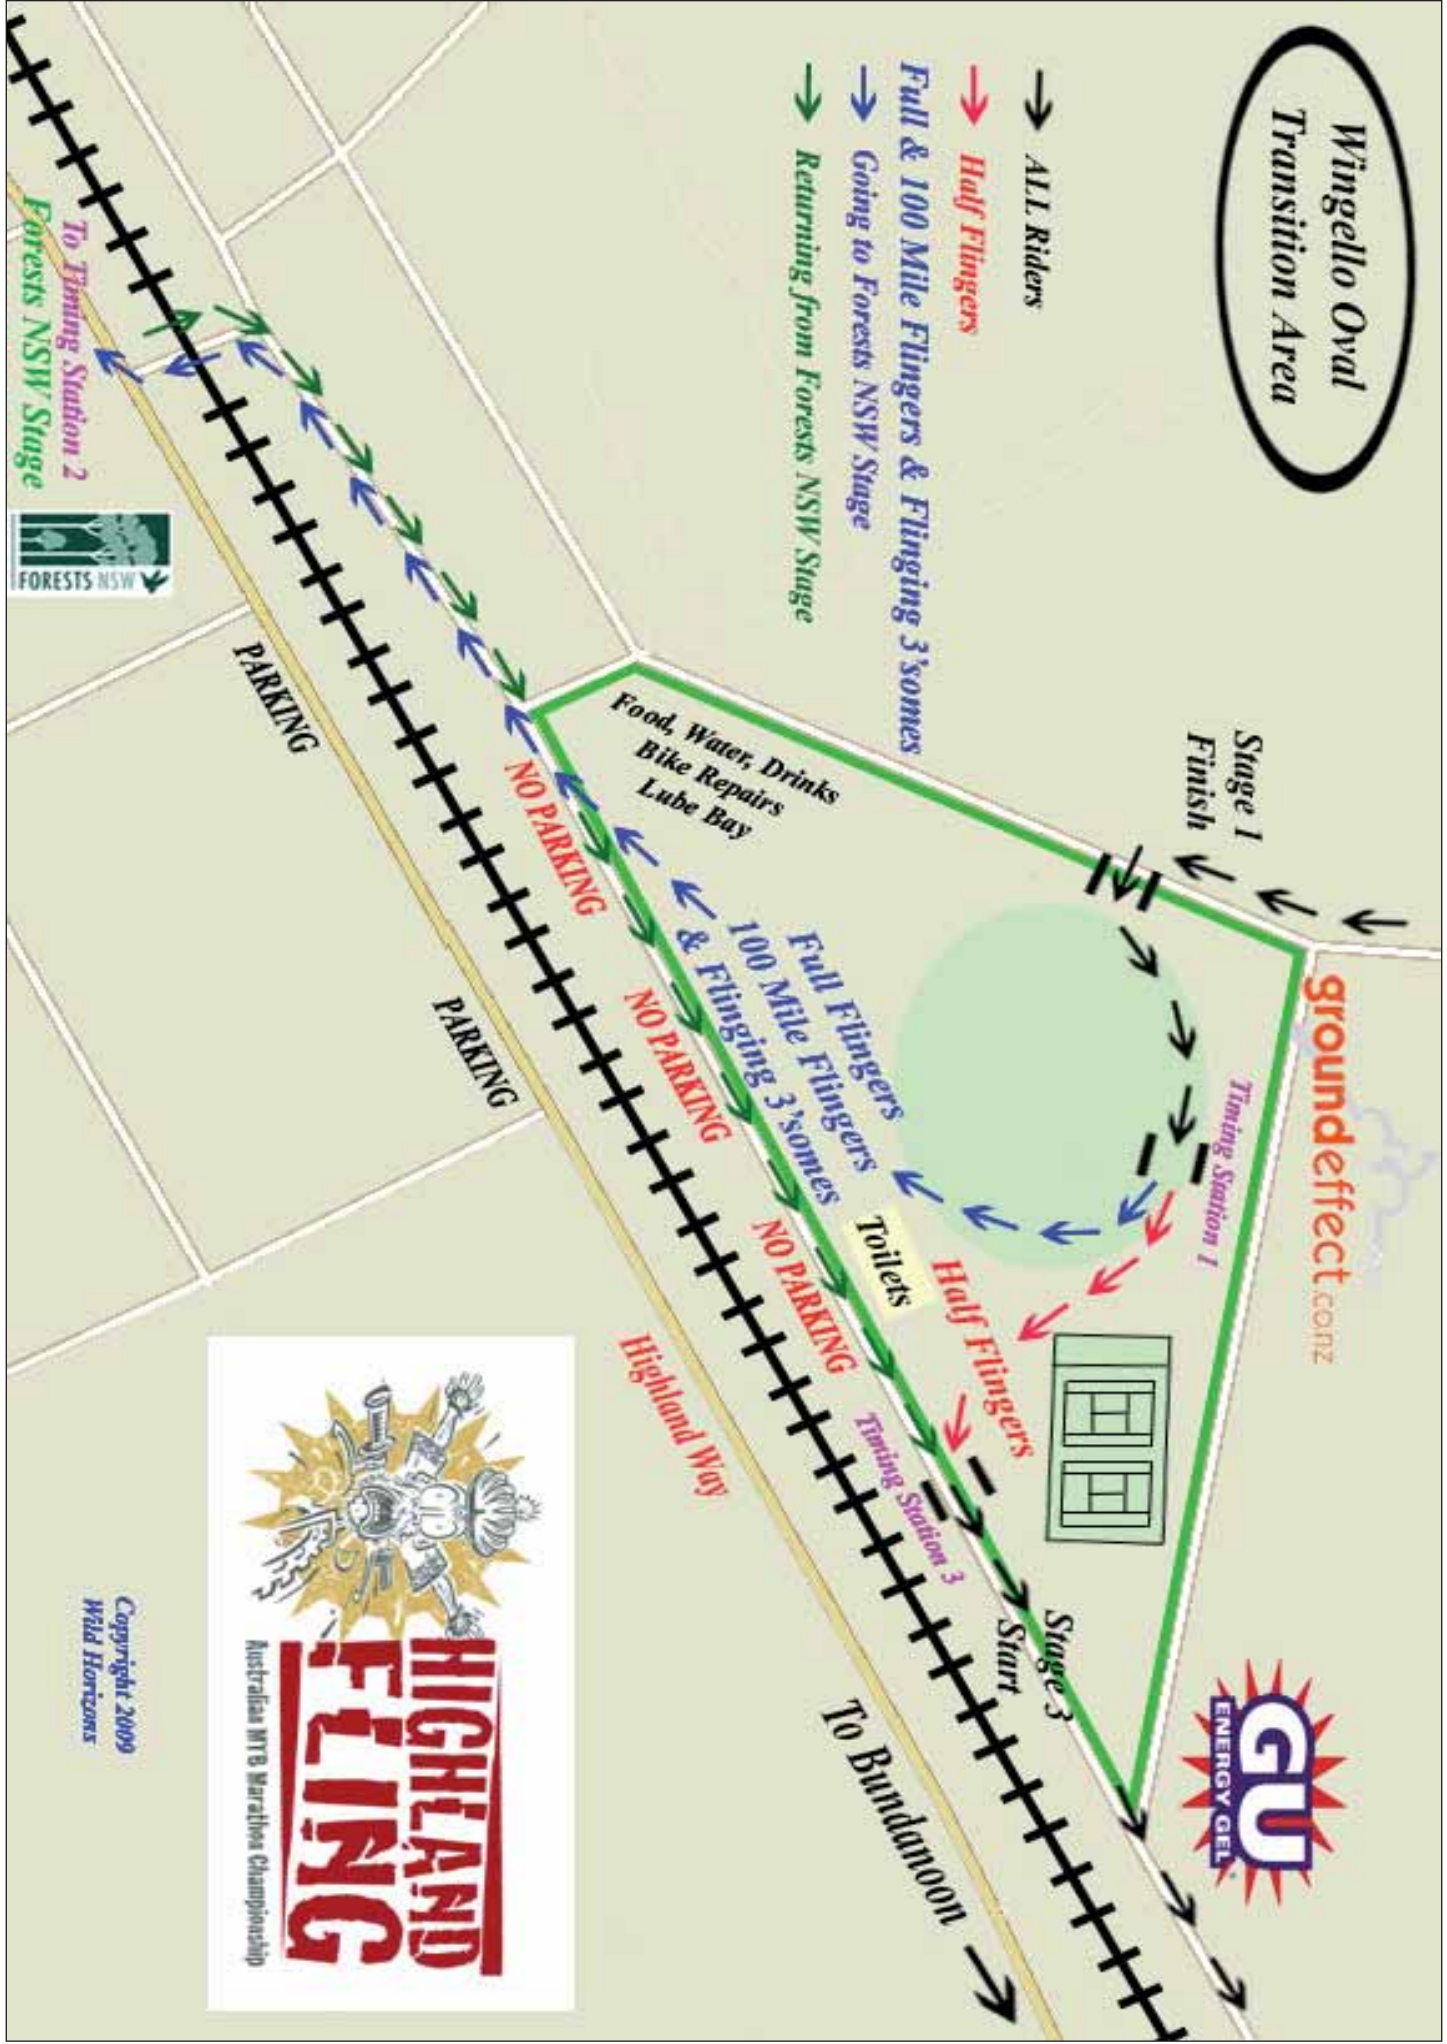 Wingello Oval
Transition Area
ALL Riders
Half Flingers
Full & 100 Mile Flingers & Flinging 3'somes
Going to Forests NSW Stage
Returning from Forests NSW Stage
Stage 1
Finish
groundeffect.co.nz
Timing Station 1
GU
ENERGY GEL
Food, Water, Drinks
Bike Repairs
Lube Bay
Full Flingers
100 Mile Flingers
& Flinging 3'somes
Toilets
Half Flingers
Timing Station 3
Stage 3
Start
NO PARKING
NO PARKING
NO PARKING
NO PARKING
Highland Way
To Bundanoon
PARKING
PARKING
To Timing Station 2
Forests NSW Stage
FORESTS NSW
HIGHLAND
FLING
Australian MTB Marathon Championship
Copyright 2009
Wild Horizons